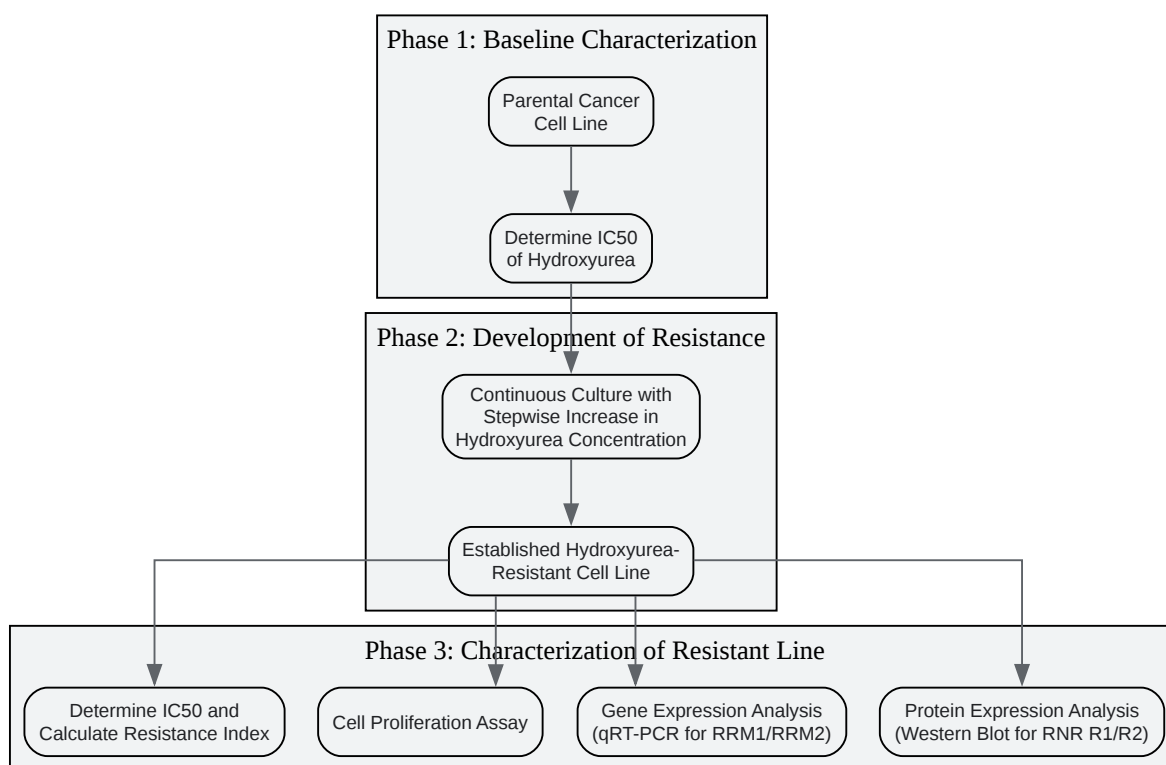 Phase 1: Baseline Characterization
Parental Cancer
Cell Line
Determine IC50
of Hydroxyurea
Phase 2: Development of Resistance
Continuous Culture with
Stepwise Increase in
Hydroxyurea Concentration
Established Hydroxyurea-
Resistant Cell Line
Phase 3: Characterization of Resistant Line
Determine IC50 and
Calculate Resistance Index
Cell Proliferation Assay
Gene Expression Analysis
(qRT-PCR for RRM1/RRM2)
Protein Expression Analysis
(Western Blot for RNR R1/R2)